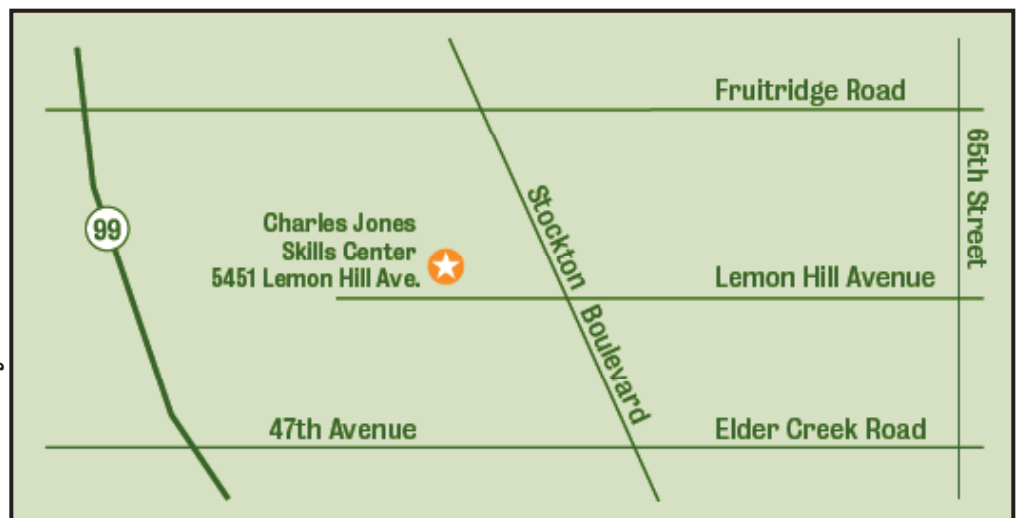 Fruitridge Road
65th Street
99
Stockton Boulevard
Charles Jones
Skills Center
5451 Lemon Hill Ave.
Lemon Hill Avenue
47th Avenue
Elder Creek Road